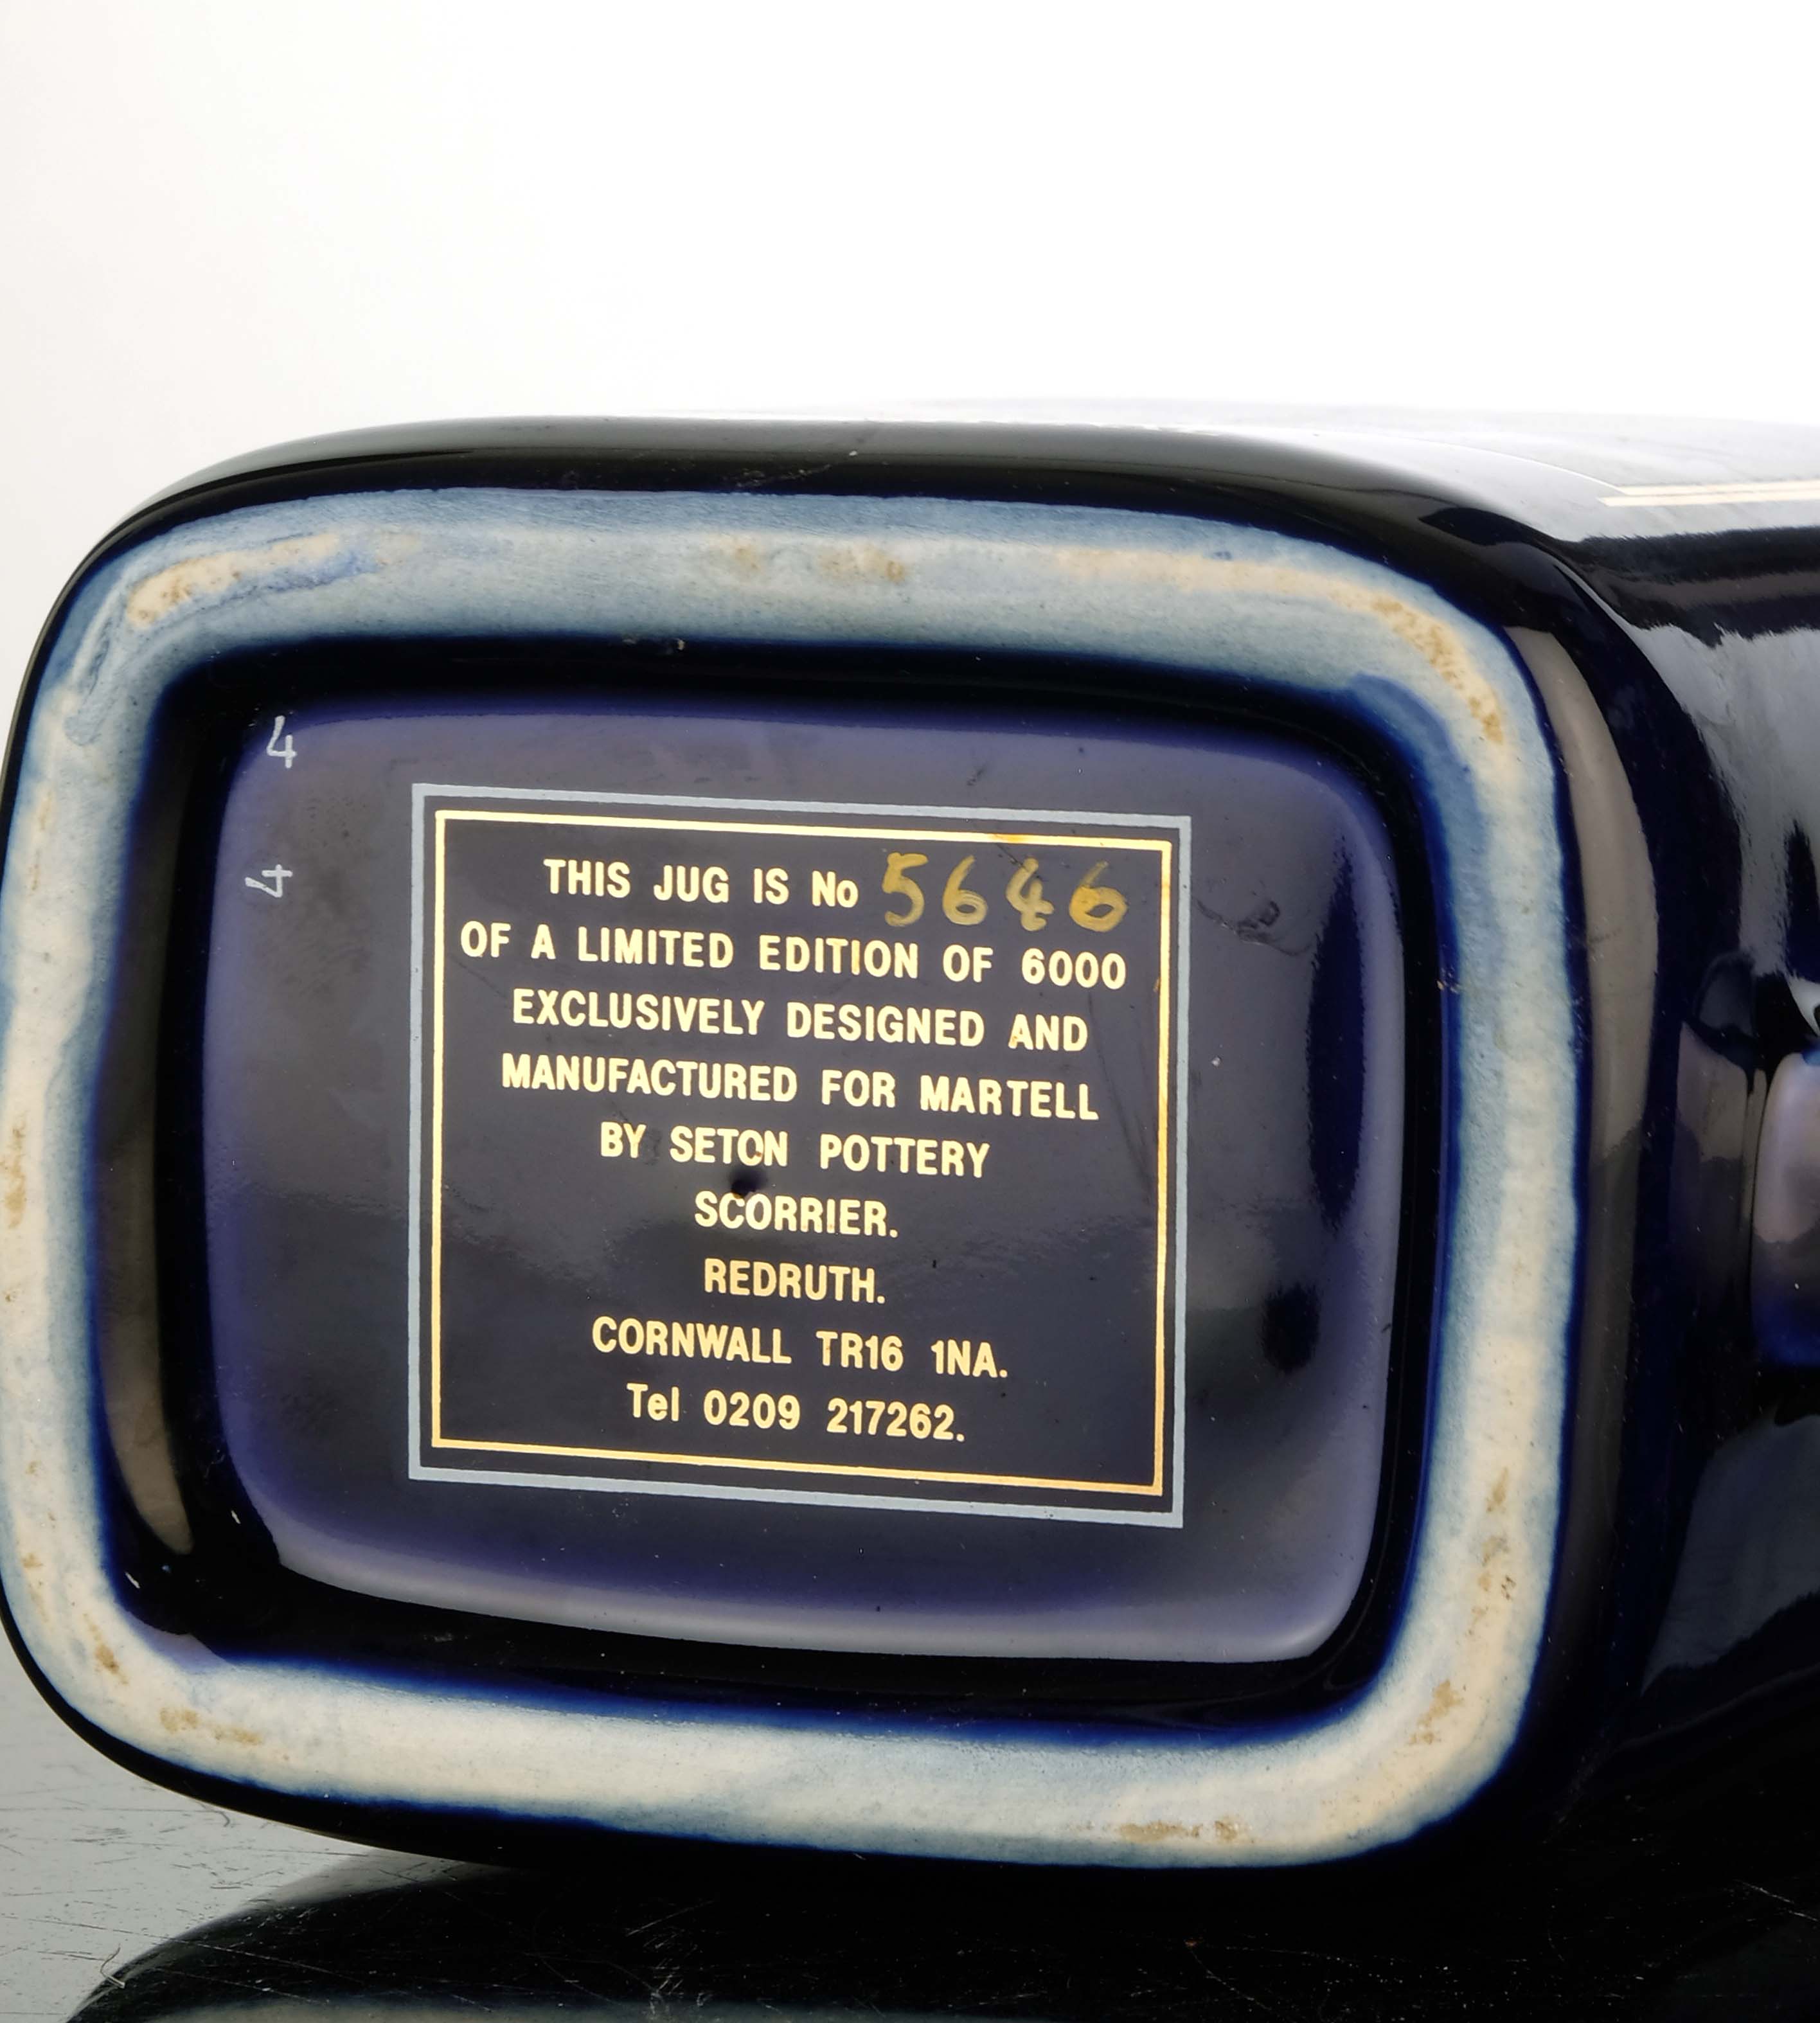 4
4
THIS JUG IS No 5646
OF A LIMITED EDITION OF 6000
EXCLUSIVELY DESIGNED AND
MANUFACTURED FOR MARTELL
BY SETON POTTERY
SCORRIER.
REDRUTH.
CORNWALL TR16 1NA.
Tel 0209 217262.